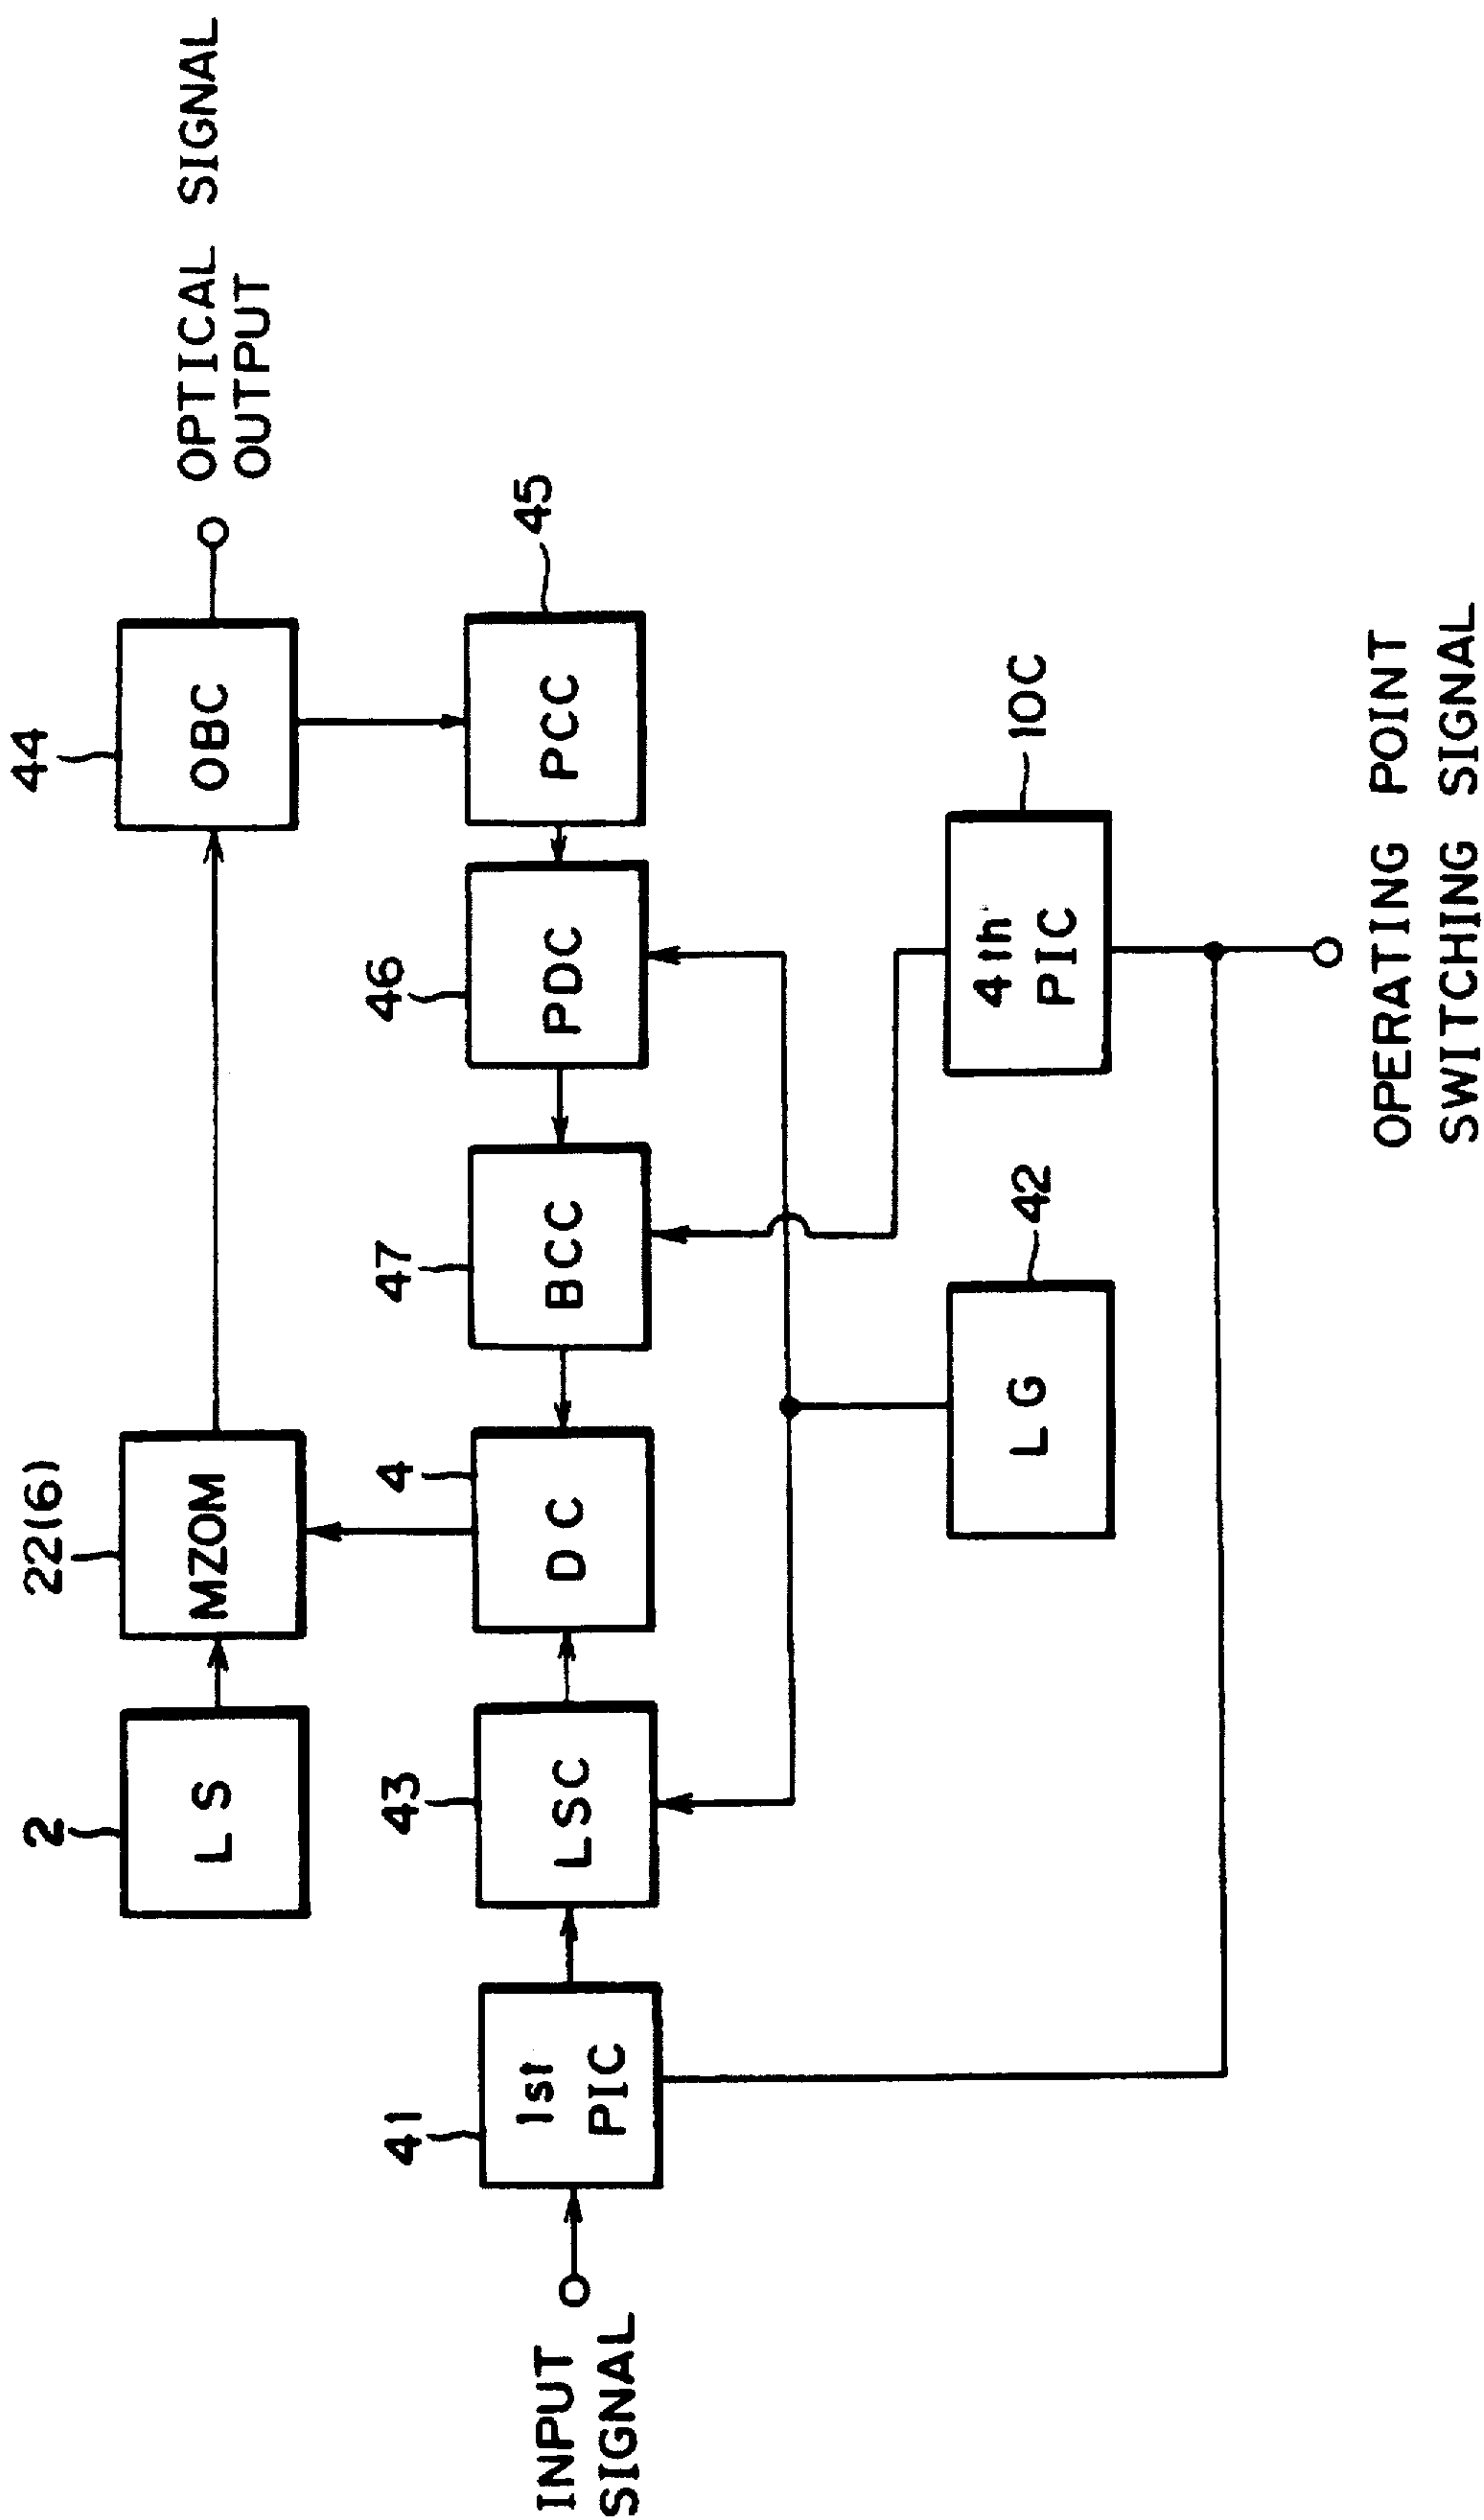 44
OBC
OPTICAL SIGNAL
OUTPUT
22(6)
MZOM
2
LS
45
PCC
46
PDC
47
BCC
4
DC
43
LSC
41
1st
PIC
INPUT
SIGNAL
10C
4th
PIC
42
LG
OPERATING POINT
SWITCHING SIGNAL